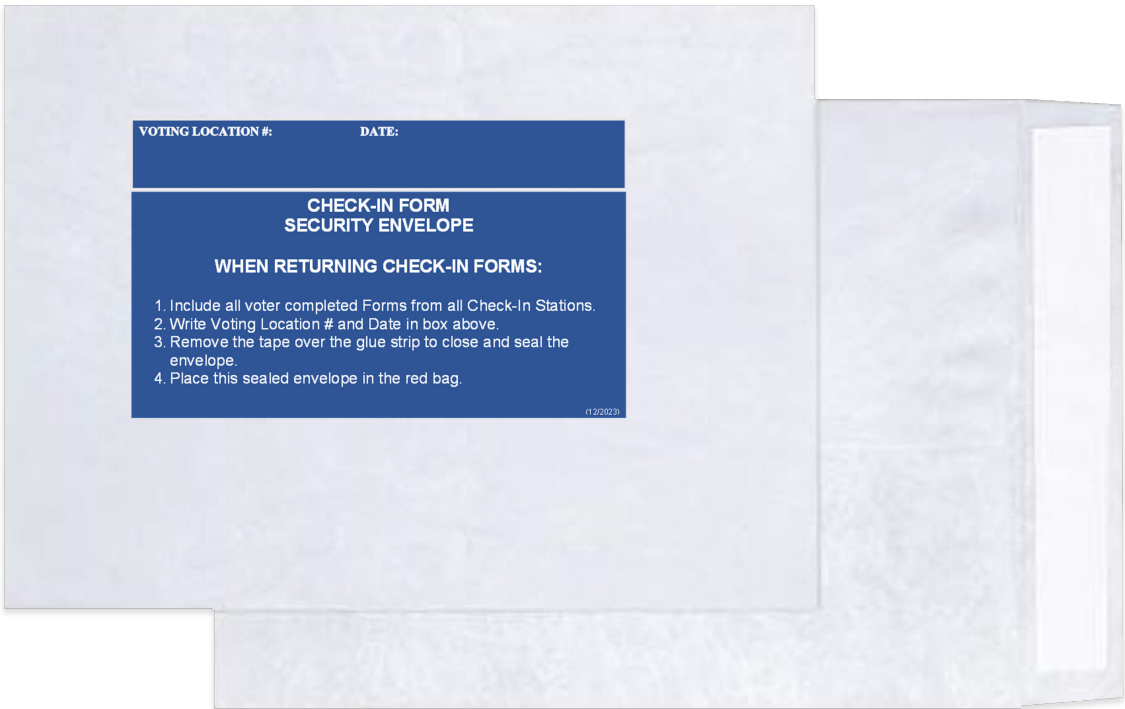 VOTING LOCATION #: DATE:
CHECK-IN FORM
SECURITY ENVELOPE
WHEN RETURNING CHECK-IN FORMS:
1. Include all voter completed Forms from all Check-In Stations.
2. Write Voting Location # and Date in box above.
3. Remove the tape over the glue strip to close and seal the
envelope.
4. Place this sealed envelope in the red bag.
(12/2023)